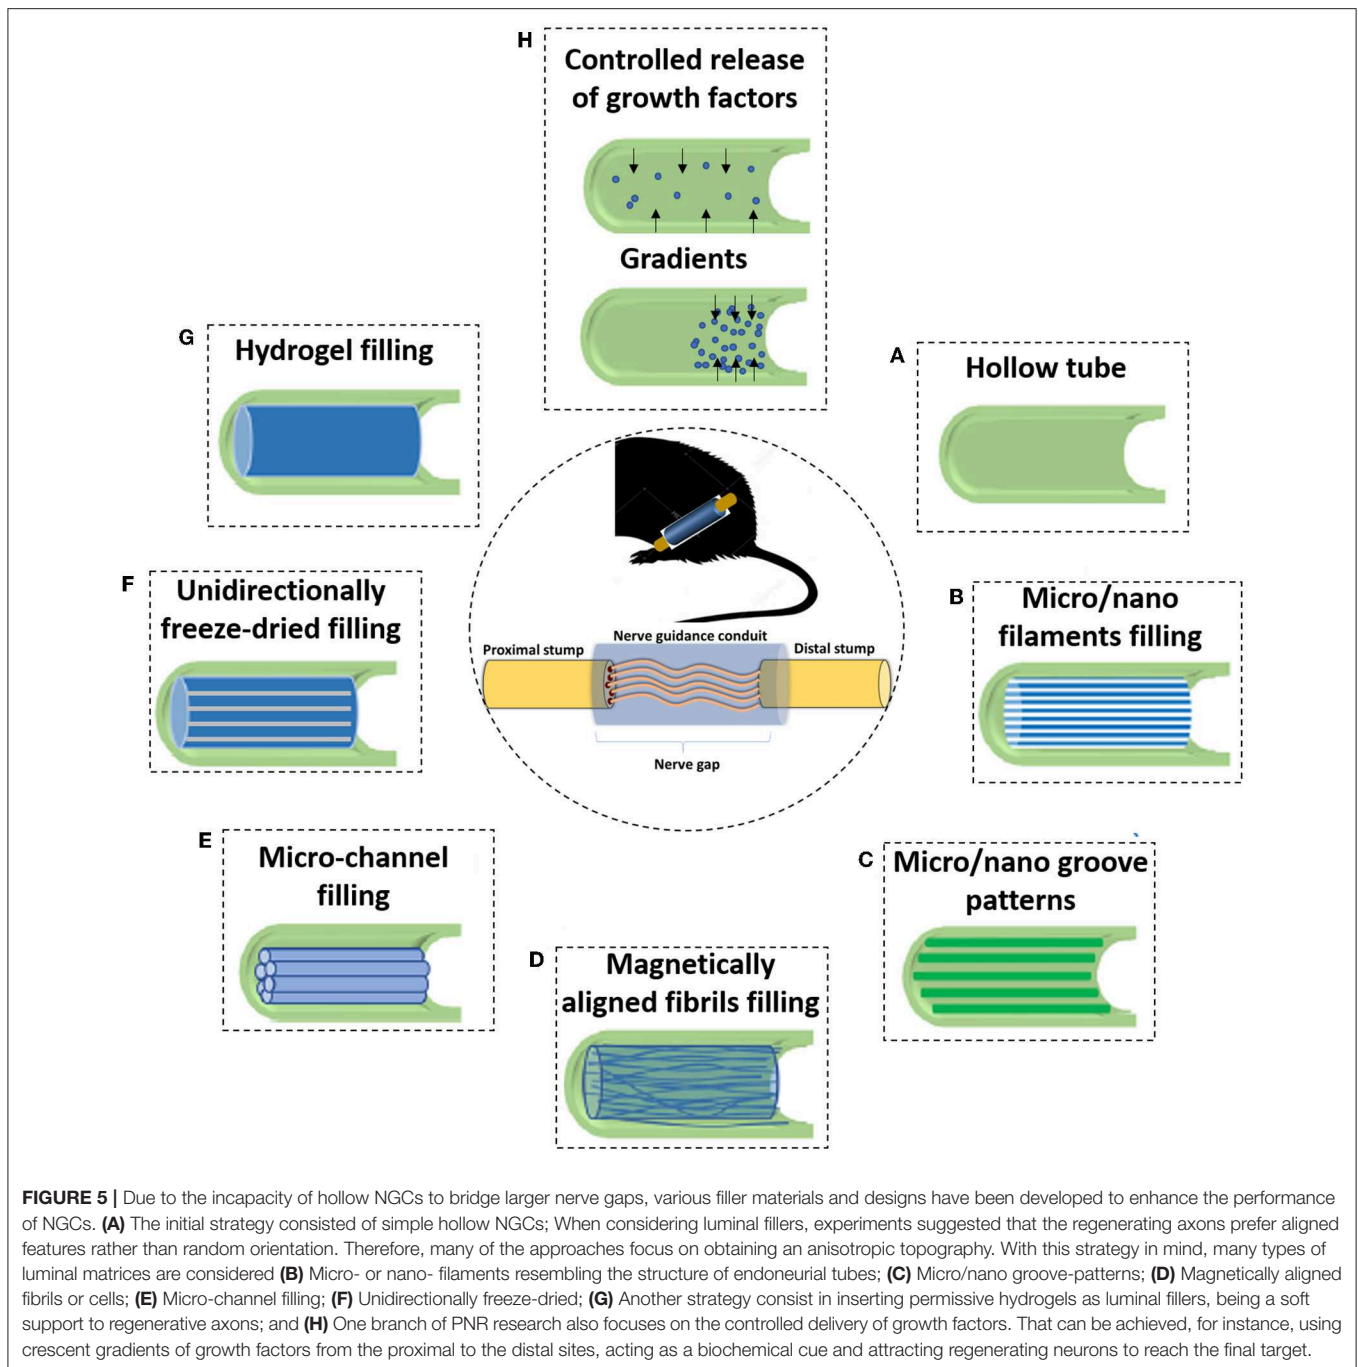 H
Controlled release
of growth factors
Gradients
G
Hydrogel filling
A
Hollow tube
F
Unidirectionally
freeze-dried filling
B
Micro/nano
filaments filling
Proximal stump
Nerve guidance conduit
Distal stump
Nerve gap
E
Micro-channel
filling
C
Micro/nano groove
patterns
D
Magnetically
aligned fibrils filling
FIGURE 5 | Due to the incapacity of hollow NGCs to bridge larger nerve gaps, various filler materials and designs have been developed to enhance the performance
of NGCs. (A) The initial strategy consisted of simple hollow NGCs; When considering luminal fillers, experiments suggested that the regenerating axons prefer aligned
features rather than random orientation. Therefore, many of the approaches focus on obtaining an anisotropic topography. With this strategy in mind, many types of
luminal matrices are considered (B) Micro- or nano- filaments resembling the structure of endoneurial tubes; (C) Micro/nano groove-patterns; (D) Magnetically aligned
fibrils or cells; (E) Micro-channel filling; (F) Unidirectionally freeze-dried; (G) Another strategy consist in inserting permissive hydrogels as luminal fillers, being a soft
support to regenerative axons; and (H) One branch of PNR research also focuses on the controlled delivery of growth factors. That can be achieved, for instance, using
crescent gradients of growth factors from the proximal to the distal sites, acting as a biochemical cue and attracting regenerating neurons to reach the final target.